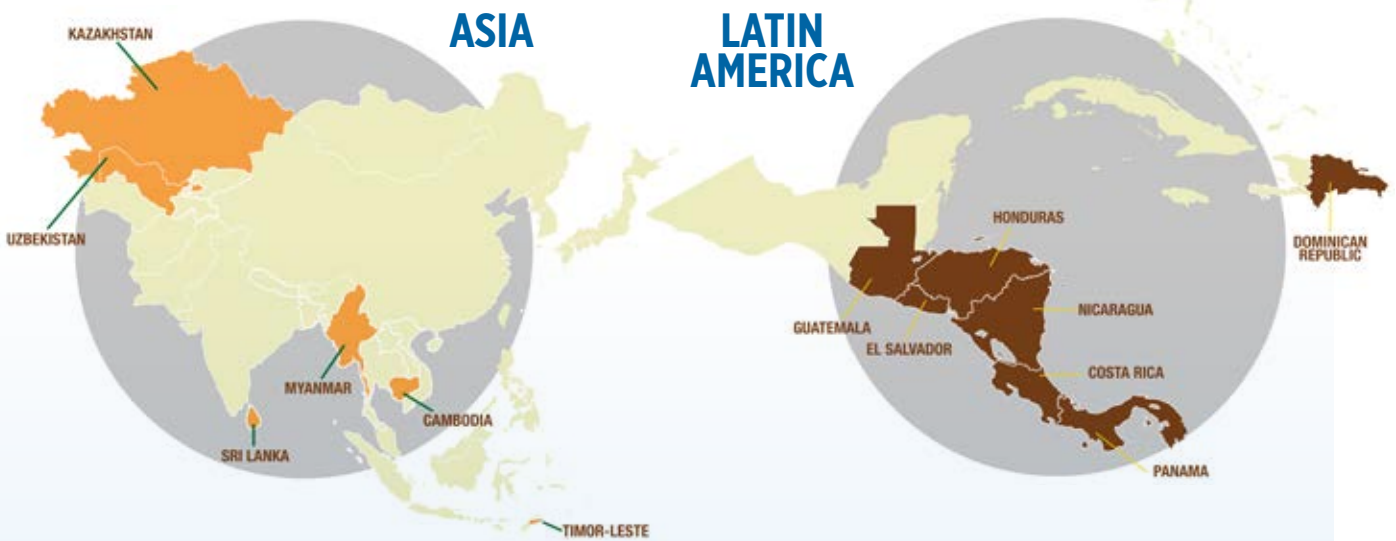 ASIA
KAZAKHSTAN
UZBEKISTAN
MYANMAR
CAMBODIA
SRI LANKA
TIMOR-LESTE
LATIN
AMERICA
HONDURAS
DOMINICAN
REPUBLIC
NICARAGUA
GUATEMALA
EL SALVADOR
COSTA RICA
PANAMA